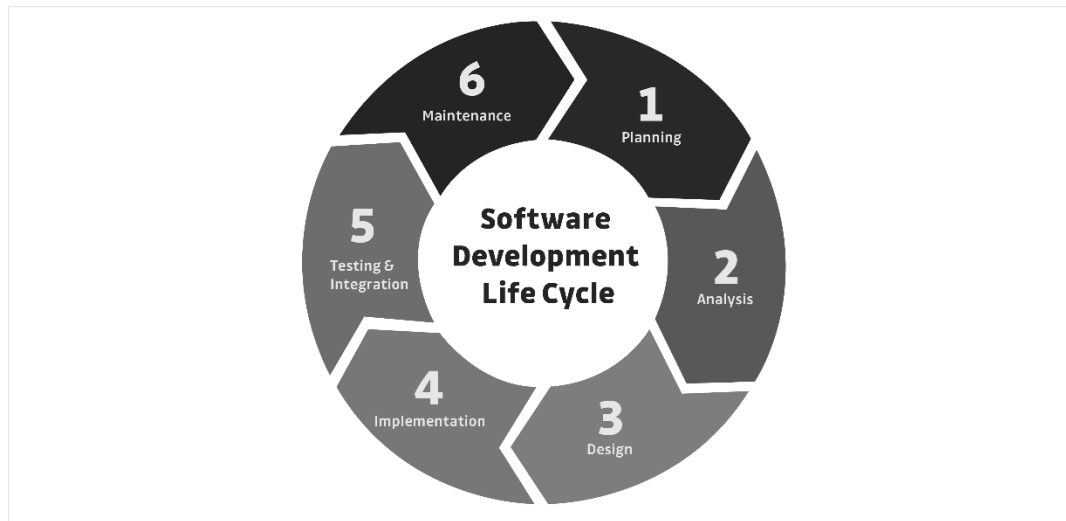 Software
Development
Life Cycle
1
Planning
2
Analysis
3
Design
4
Implementation
5
Testing &
Integration
6
Maintenance